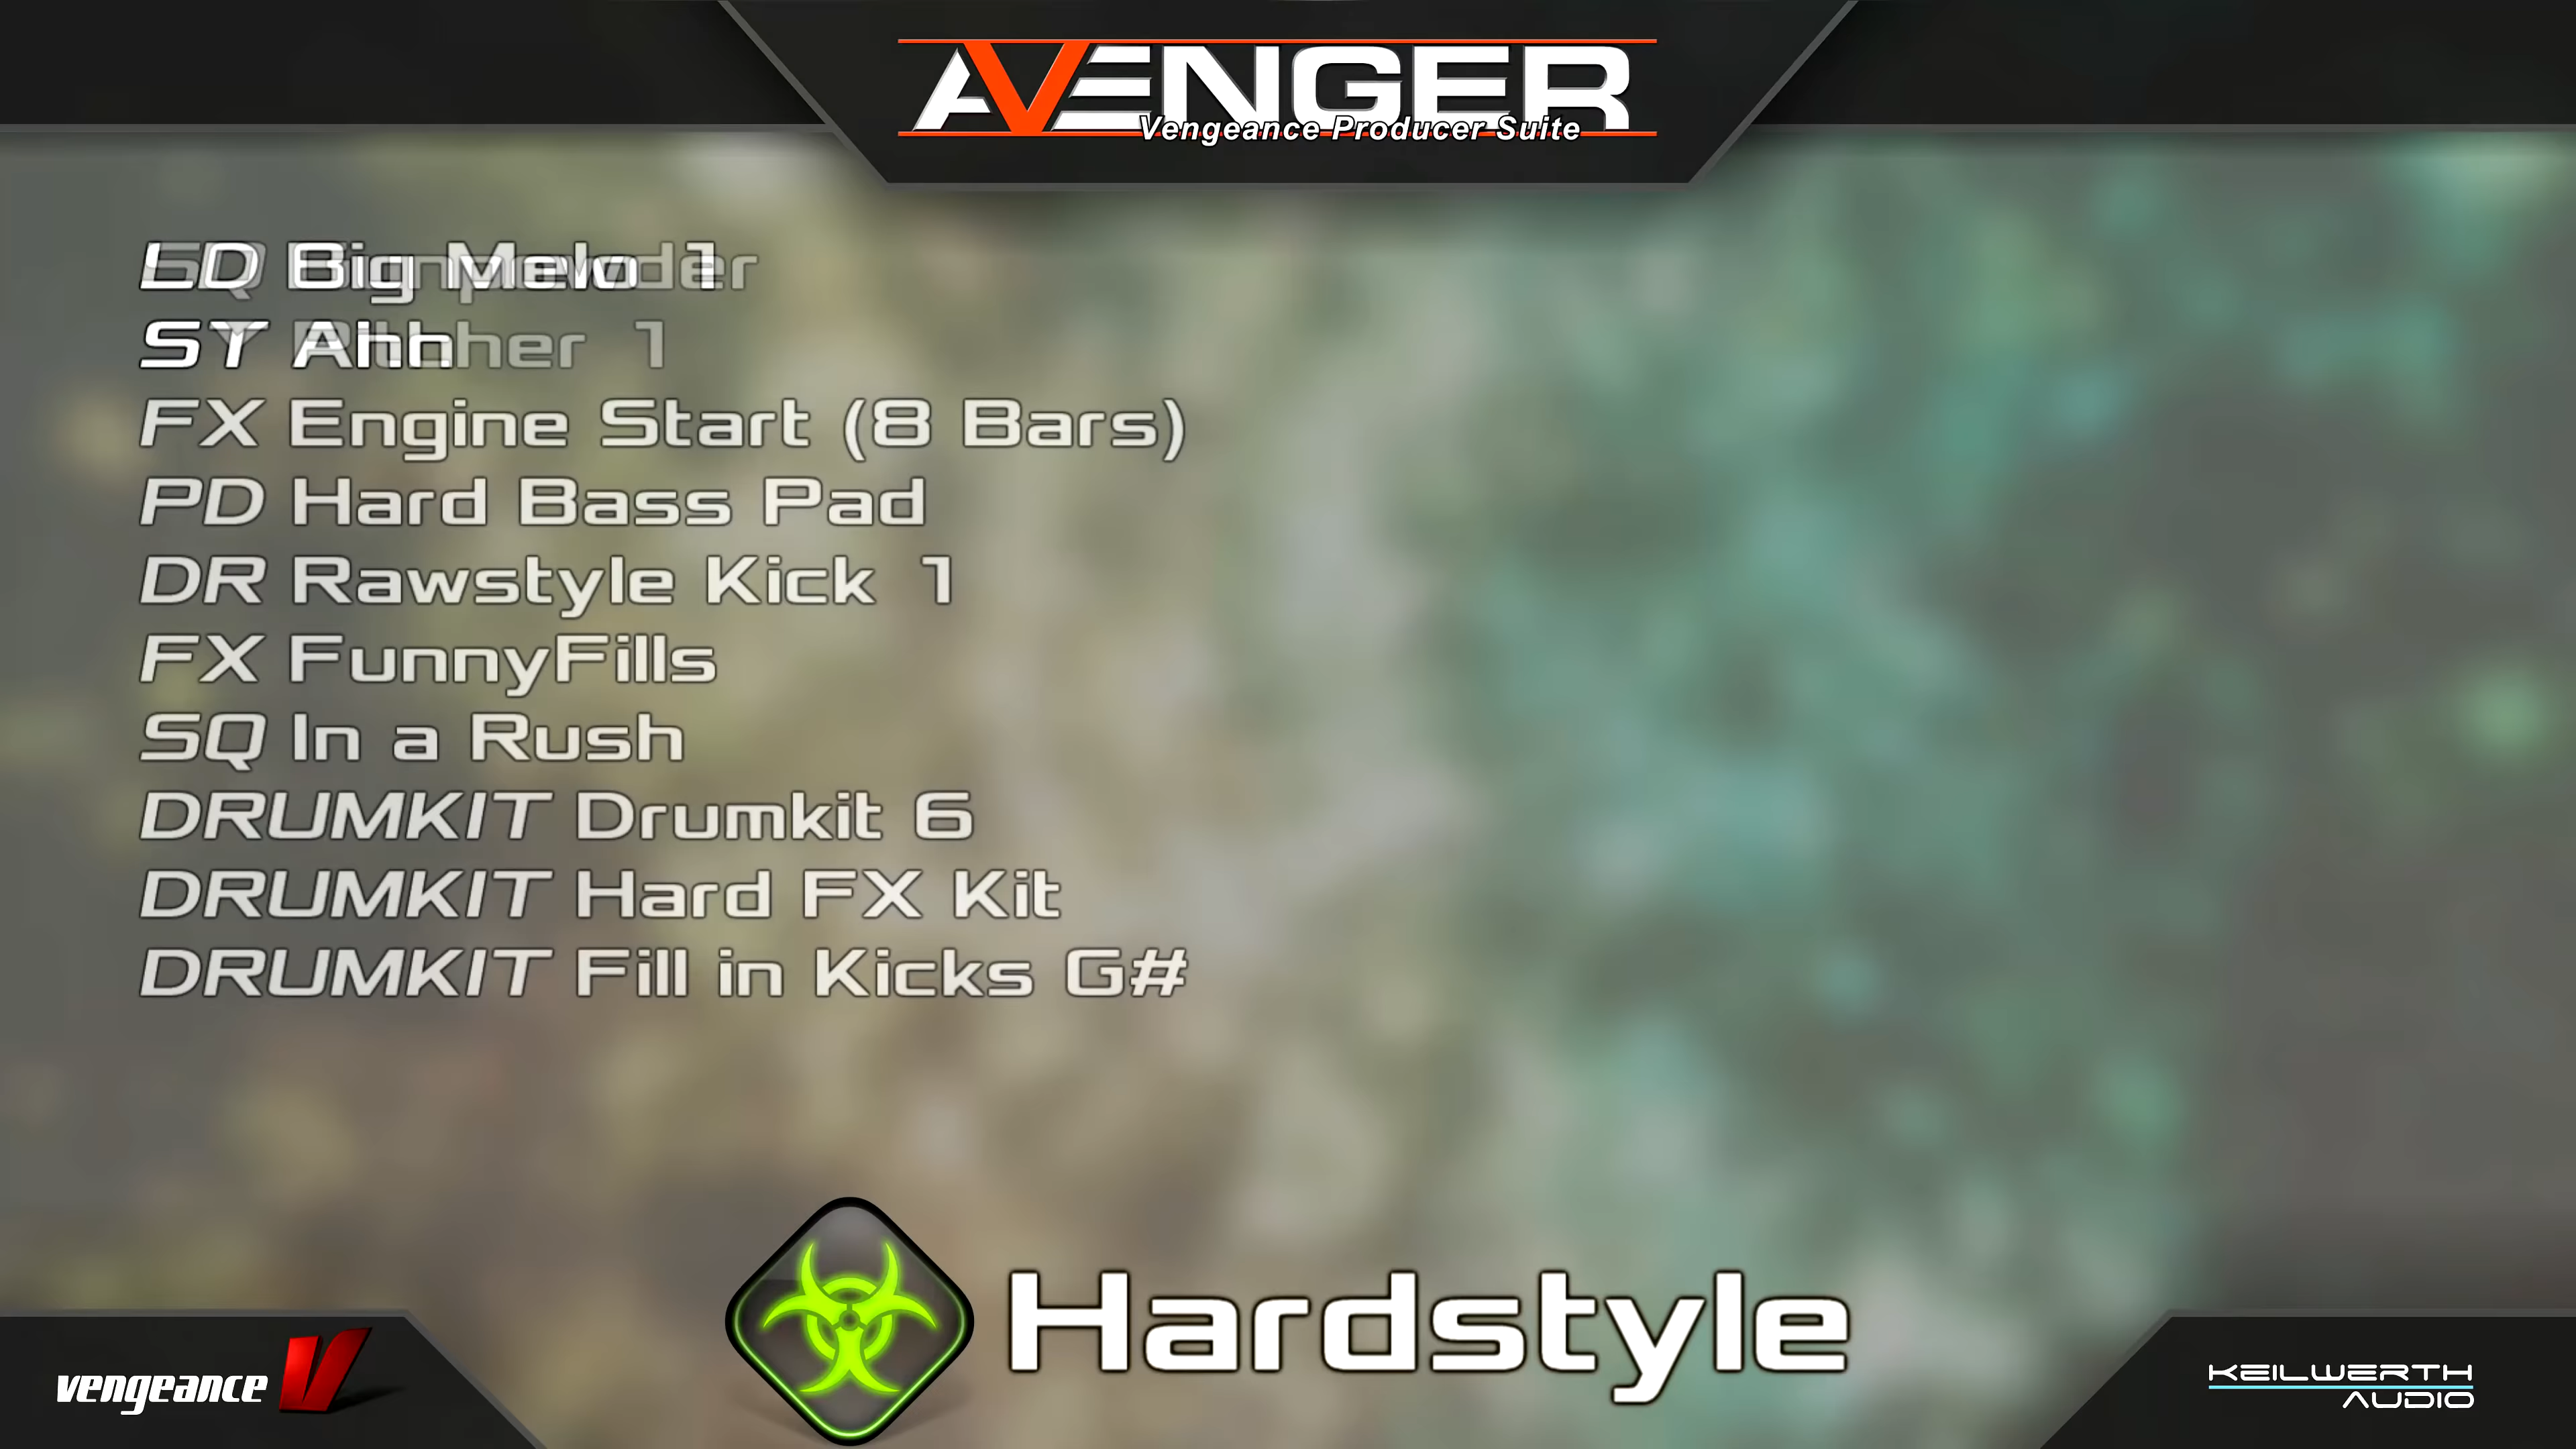 AVENGER
Vengeance Producer Suite
LD Big Melo 1
ST Ahh
FX Engine Start (8 Bars)
PD Hard Bass Pad
DR Rawstyle Kick 1
FX FunnyFills
SQ In a Rush
DRUMKIT Drumkit 6
DRUMKIT Hard FX Kit
DRUMKIT Fill in Kicks G#
Hardstyle
vengeance V
KEILWERTH
AUDIO